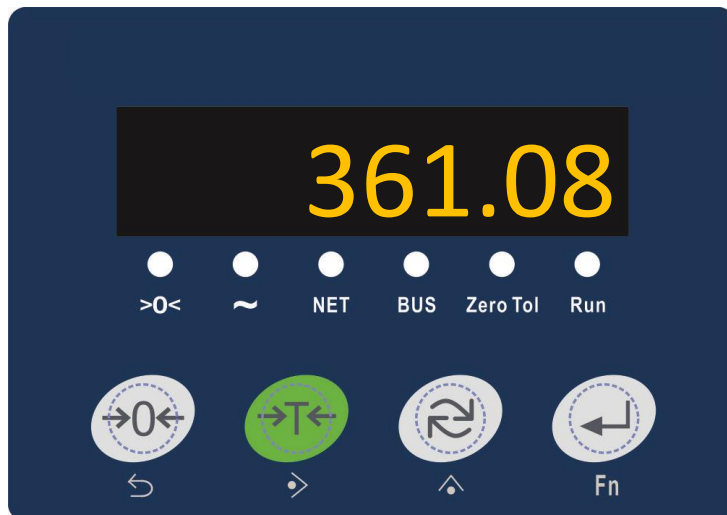 361.08
>0< ~ NET BUS Zero Tol Run
→0← →T←
Fn